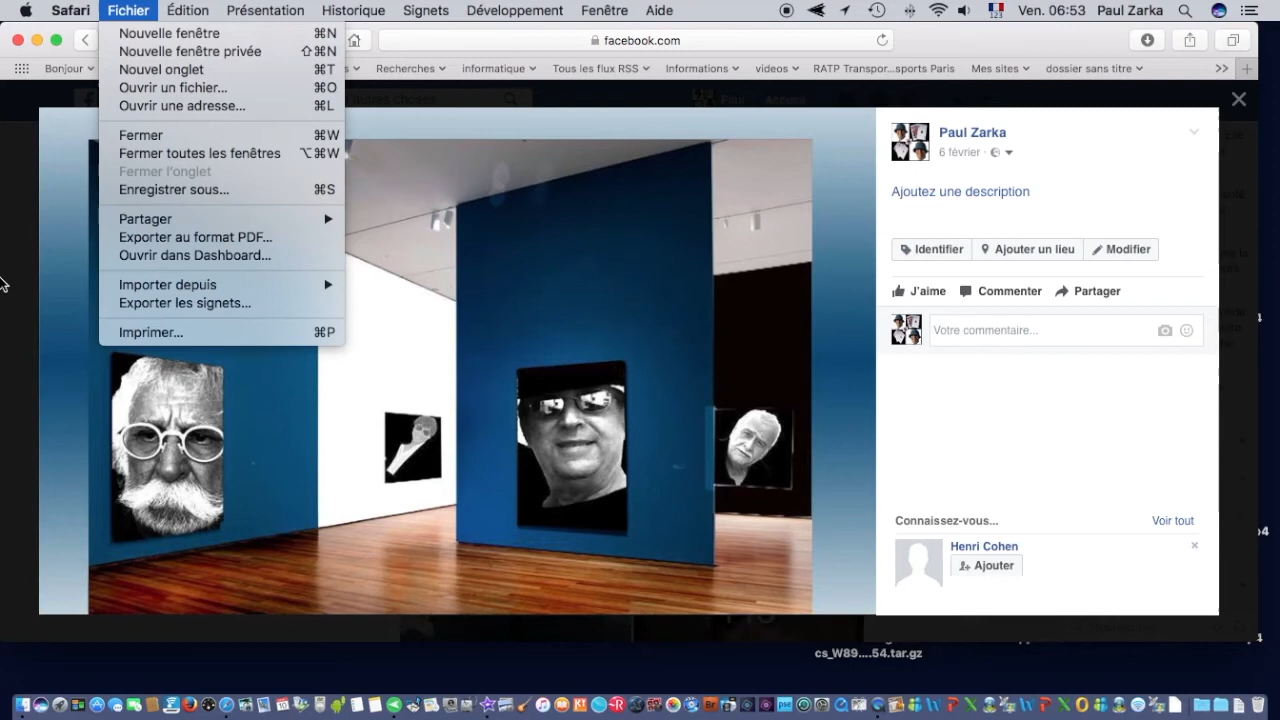 Safari Fichier Édition Présentation Historique Signets Développement Fenêtre Aide Ven. 06:53 Paul Zarka
facebook.com
Bonjour Recherches informatique Tous les flux RSS Informations videos RATP Transpor...sports Paris Mes sites dossier sans titre >>
d'autres choses Paul Accueil
Nouvelle fenêtre ⌘N
Nouvelle fenêtre privée ⇧⌘N
Nouvel onglet ⌘T
Ouvrir un fichier... ⌘O
Ouvrir une adresse... ⌘L
Fermer ⌘W
Fermer toutes les fenêtres ⌥⌘W
Fermer l'onglet
Enregistrer sous... ⌘S
Partager
Exporter au format PDF...
Ouvrir dans Dashboard...
Importer depuis
Exporter les signets...
Imprimer... ⌘P
Paul Zarka
6 février
Ajoutez une description
Identifier Ajouter un lieu Modifier
J'aime Commenter Partager
Votre commentaire...
Connaissez-vous... Voir tout
Henri Cohen
Ajouter
cs_W89....54.tar.gz